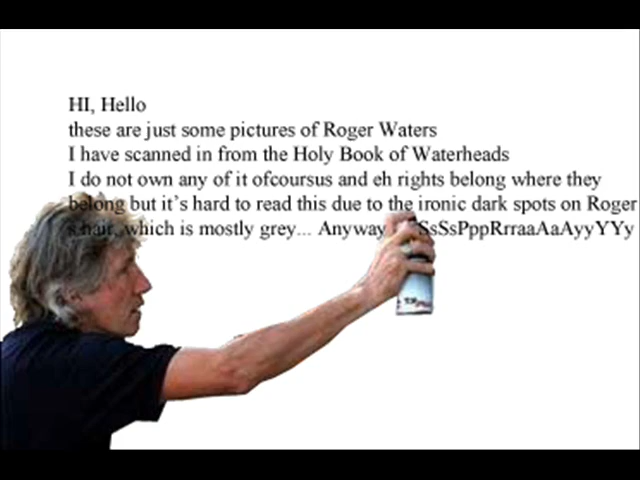 HI, Hello
these are just some pictures of Roger Waters
I have scanned in from the Holy Book of Waterheads
I do not own any of it ofcoursus and eh rights belong where they
belong but it's hard to read this due to the ironic dark spots on Roger
s hair, which is mostly grey... Anyway SsSsPppRrraaAaAyyYYy